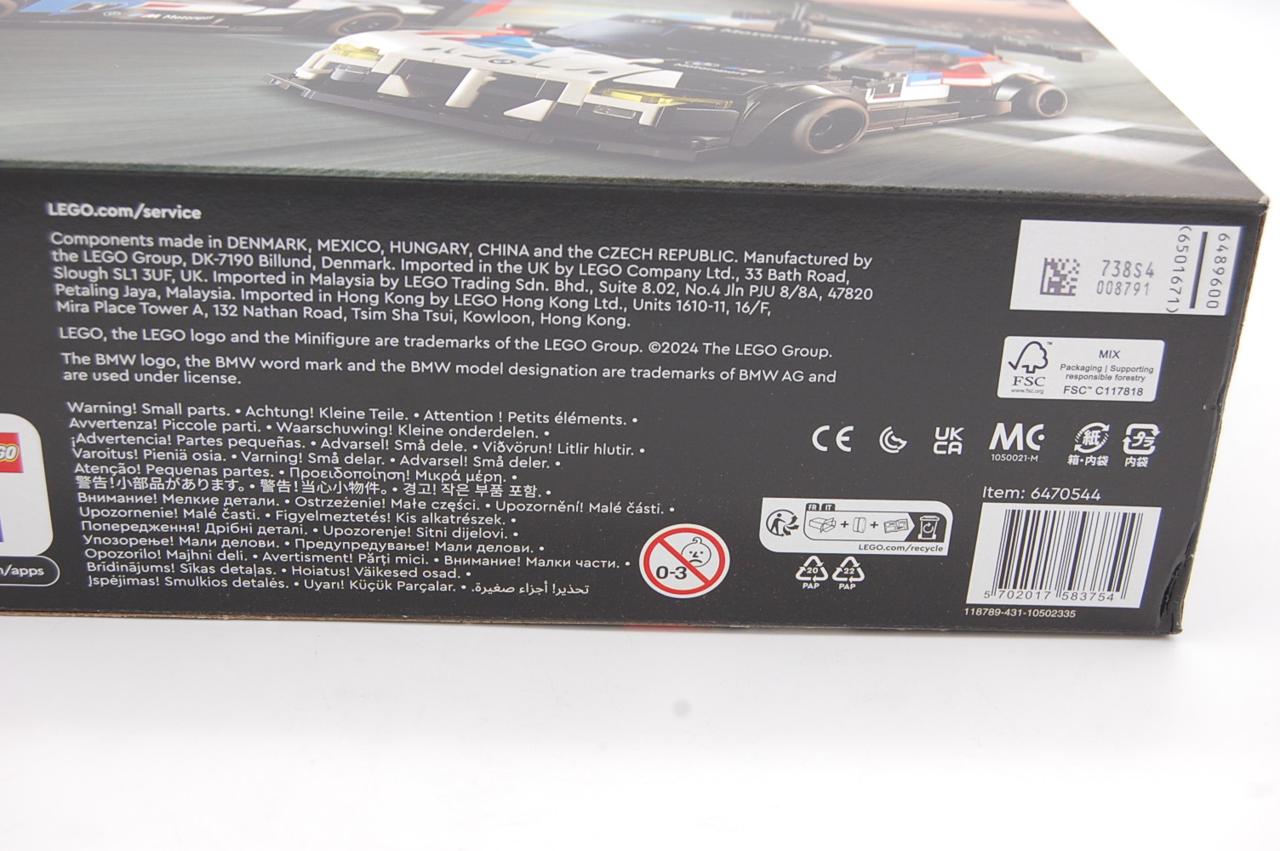 M Motorsport
M Motorsport
1
LEGO.com/service
Components made in DENMARK, MEXICO, HUNGARY, CHINA and the CZECH REPUBLIC. Manufactured by
the LEGO Group, DK-7190 Billund, Denmark. Imported in the UK by LEGO Company Ltd., 33 Bath Road,
Slough SL1 3UF, UK. Imported in Malaysia by LEGO Trading Sdn. Bhd., Suite 8.02, No.4 Jln PJU 8/8A, 47820
Petaling Jaya, Malaysia. Imported in Hong Kong by LEGO Hong Kong Ltd., Units 1610-11, 16/F,
Mira Place Tower A, 132 Nathan Road, Tsim Sha Tsui, Kowloon, Hong Kong.
LEGO, the LEGO logo and the Minifigure are trademarks of the LEGO Group. ©2024 The LEGO Group.
The BMW logo, the BMW word mark and the BMW model designation are trademarks of BMW AG and
are used under license.
Warning! Small parts. • Achtung! Kleine Teile. • Attention ! Petits éléments. •
Avvertenza! Piccole parti. • Waarschuwing! Kleine onderdelen. •
¡Advertencia! Partes pequeñas. • Advarsel! Små dele. • Viðvörun! Litlir hlutir. •
Varoitus! Pieniä osia. • Varning! Små delar. • Advarsel! Små deler. •
Atenção! Pequenas partes. • Προειδοποίηση! Μικρά μέρη. •
警告!小部品があります。 • 警告!当心小物件。 • 경고! 작은 부품 포함. •
Внимание! Мелкие детали. • Ostrzeżenie! Małe części. • Upozornění! Malé části. •
Upozornenie! Malé časti. • Figyelmeztetés! Kis alkatrészek. •
Попередження! Дрібні деталі. • Upozorenje! Sitni dijelovi. •
Упозорење! Мали делови. • Предупредување! Мали делови. •
Opozorilo! Majhni deli. • Avertisment! Părți mici. • Внимание! Малки части. •
Brīdinājums! Sīkas detaļas. • Hoiatus! Väikesed osad. •
Įspėjimas! Smulkios detalės. • Uyarı! Küçük Parçalar. • تحذير! أجزاء صغيرة.
/apps
0-3
738S4
008791
6489600
(6501671)
FSC
www.fsc.org
MIX
Packaging | Supporting
responsible forestry
FSC™ C117818
CE
UK
CA
MC
1050021-M
紙
箱・内袋
プラ
内袋
FR IT
LEGO.com/recycle
20
PAP
22
PAP
Item: 6470544
5 702017 583754
118789-431-10502335